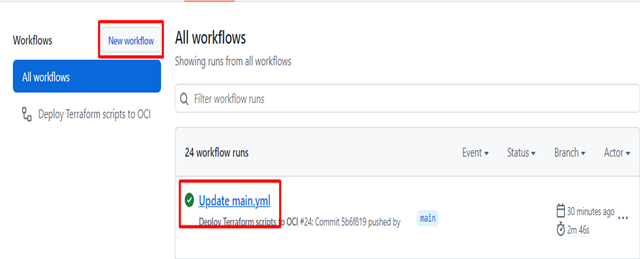 Workflows
New workflow
All workflows
Deploy Terraform scripts to OCI
All workflows
Showing runs from all workflows
Filter workflow runs
24 workflow runs
Event
Status
Branch
Actor
Update main.yml
Deploy Terraform scripts to OCI #24: Commit 5b6f819 pushed by
main
30 minutes ago
2m 46s